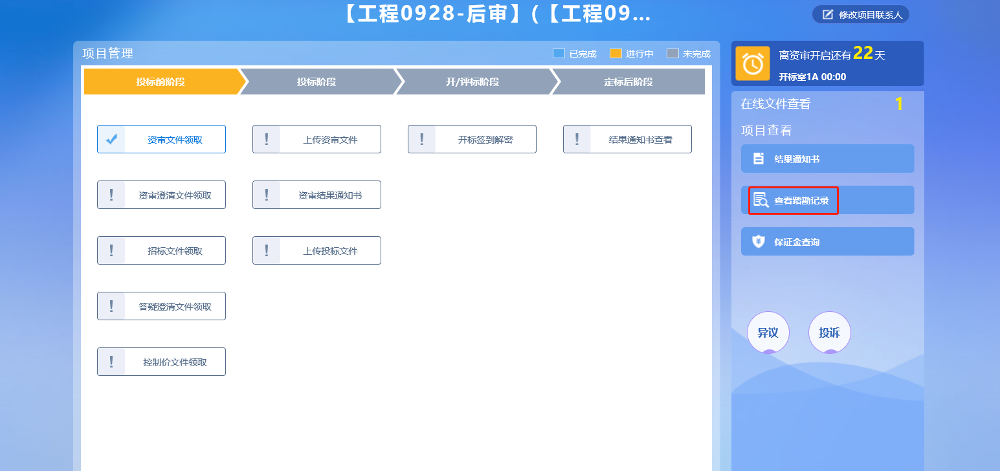 【工程0928-后审】(【工程09...
修改项目联系人
项目管理
已完成
进行中
未完成
投标前阶段
投标阶段
开/评标阶段
定标后阶段
资审文件领取
上传资审文件
开标签到解密
结果通知书查看
资审澄清文件领取
资审结果通知书
招标文件领取
上传投标文件
答疑澄清文件领取
控制价文件领取
离资审开启还有22天
开标室1A 00:00
在线文件查看 1
项目查看
结果通知书
查看踏勘记录
保证金查询
异议
投诉